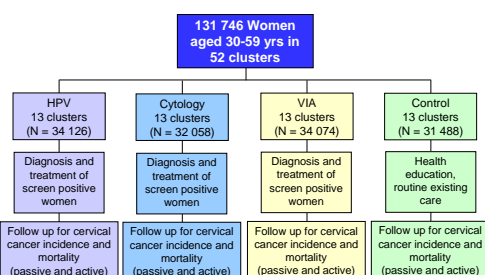 131 746 Women
aged 30-59 yrs in
52 clusters
HPV
13 clusters
(N = 34 126)
Cytology
13 clusters
(N = 32 058)
VIA
13 clusters
(N = 34 074)
Control
13 clusters
(N = 31 488)
Diagnosis and
treatment of
screen positive
women
Diagnosis and
treatment of
screen positive
women
Diagnosis and
treatment of
screen positive
women
Health
education,
routine existing
care
Follow up for cervical
cancer incidence and
mortality
(passive and active)
Follow up for cervical
cancer incidence and
mortality
(passive and active)
Follow up for cervical
cancer incidence and
mortality
(passive and active)
Follow up for cervical
cancer incidence and
mortality
(passive and active)